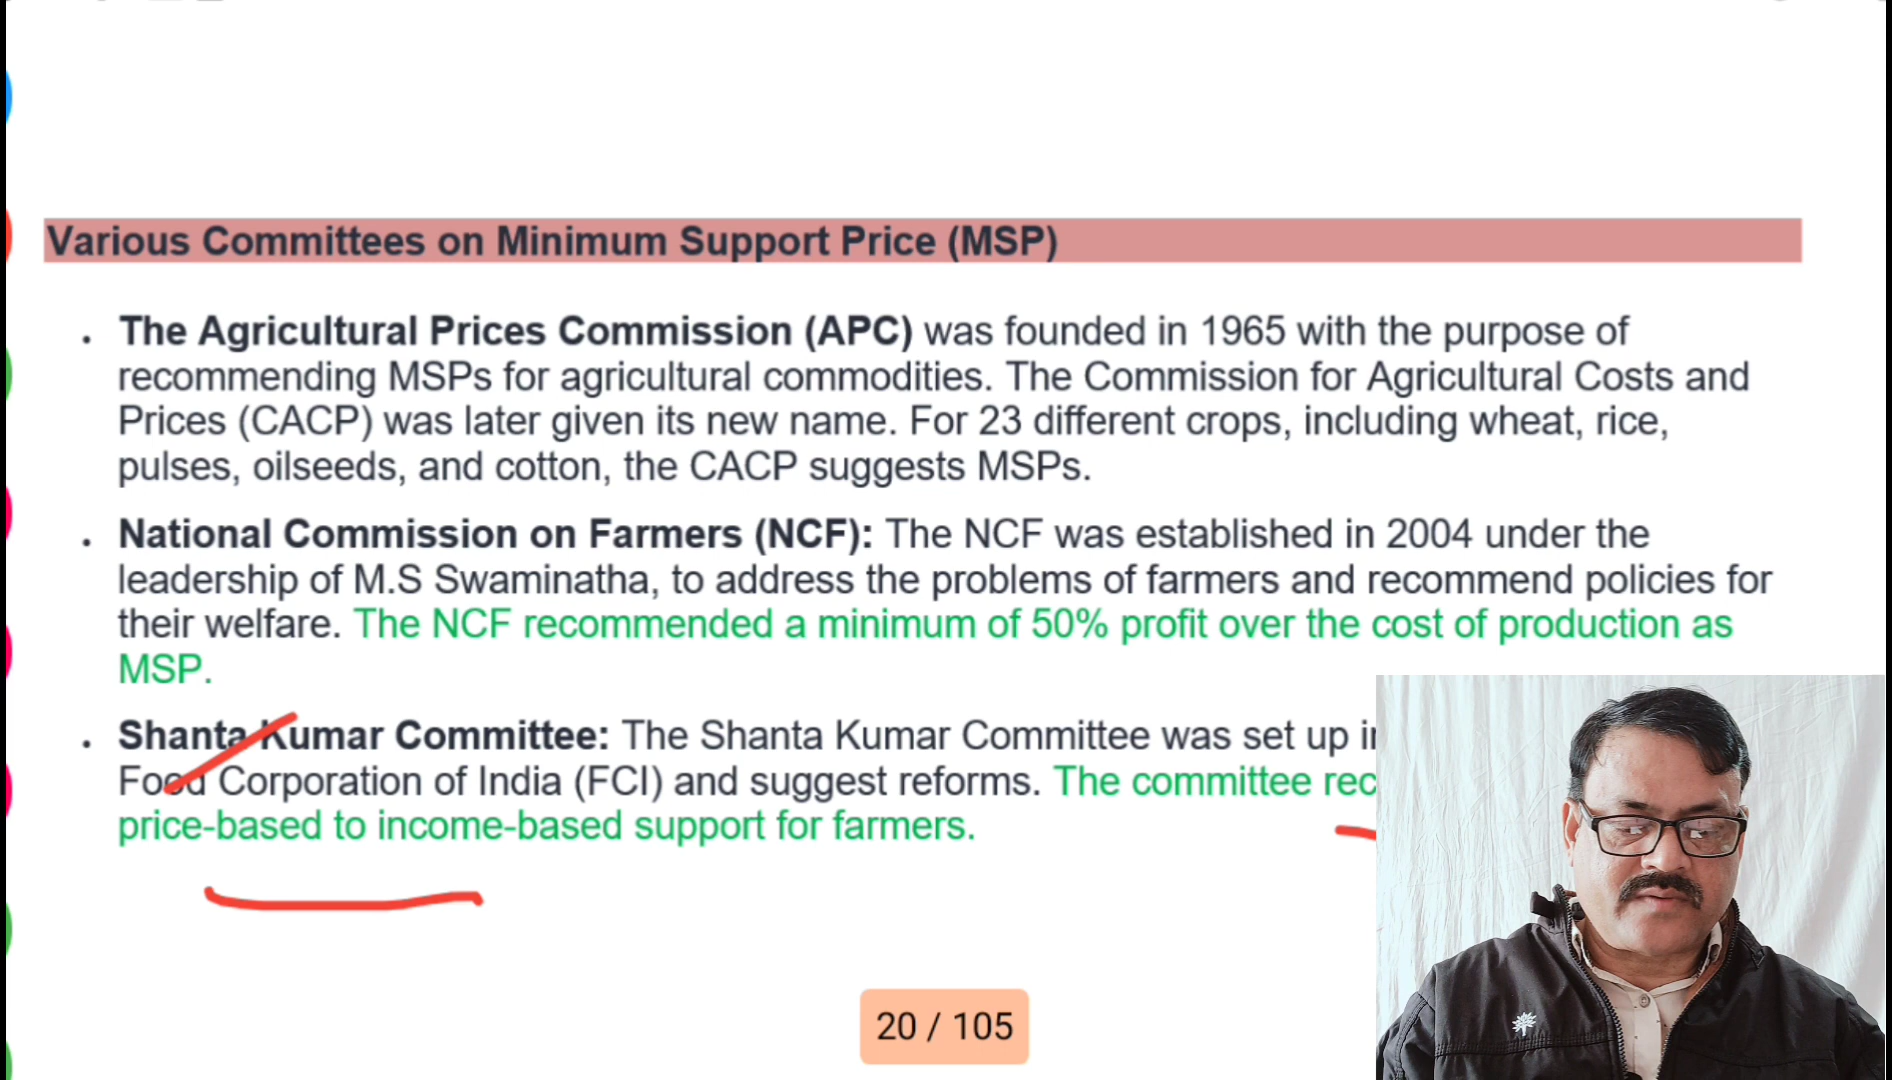 Various Committees on Minimum Support Price (MSP)
. The Agricultural Prices Commission (APC) was founded in 1965 with the purpose of
recommending MSPs for agricultural commodities. The Commission for Agricultural Costs and
Prices (CACP) was later given its new name. For 23 different crops, including wheat, rice,
pulses, oilseeds, and cotton, the CACP suggests MSPs.
. National Commission on Farmers (NCF): The NCF was established in 2004 under the
leadership of M.S Swaminatha, to address the problems of farmers and recommend policies for
their welfare. The NCF recommended a minimum of 50% profit over the cost of production as
MSP.
. Shanta Kumar Committee: The Shanta Kumar Committee was set up
Food Corporation of India (FCI) and suggest reforms. The committee
price-based to income-based support for farmers.
20 / 105